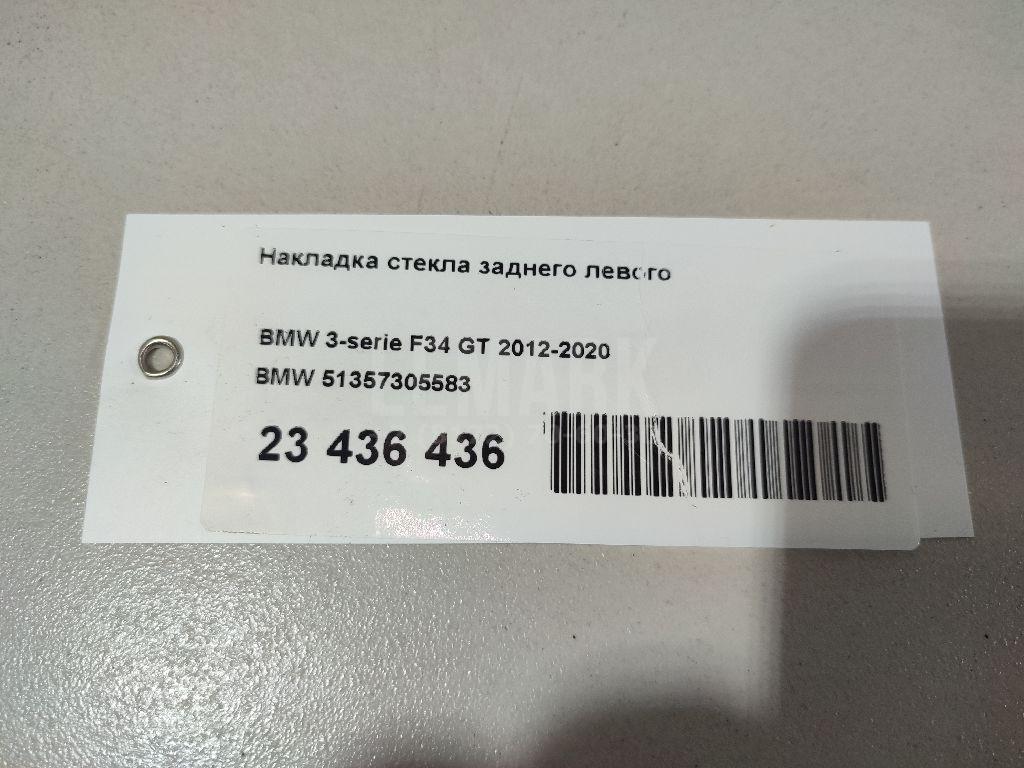 Накладка стекла заднего левого
BMW 3-serie F34 GT 2012-2020
BMW 51357305583
23 436 436